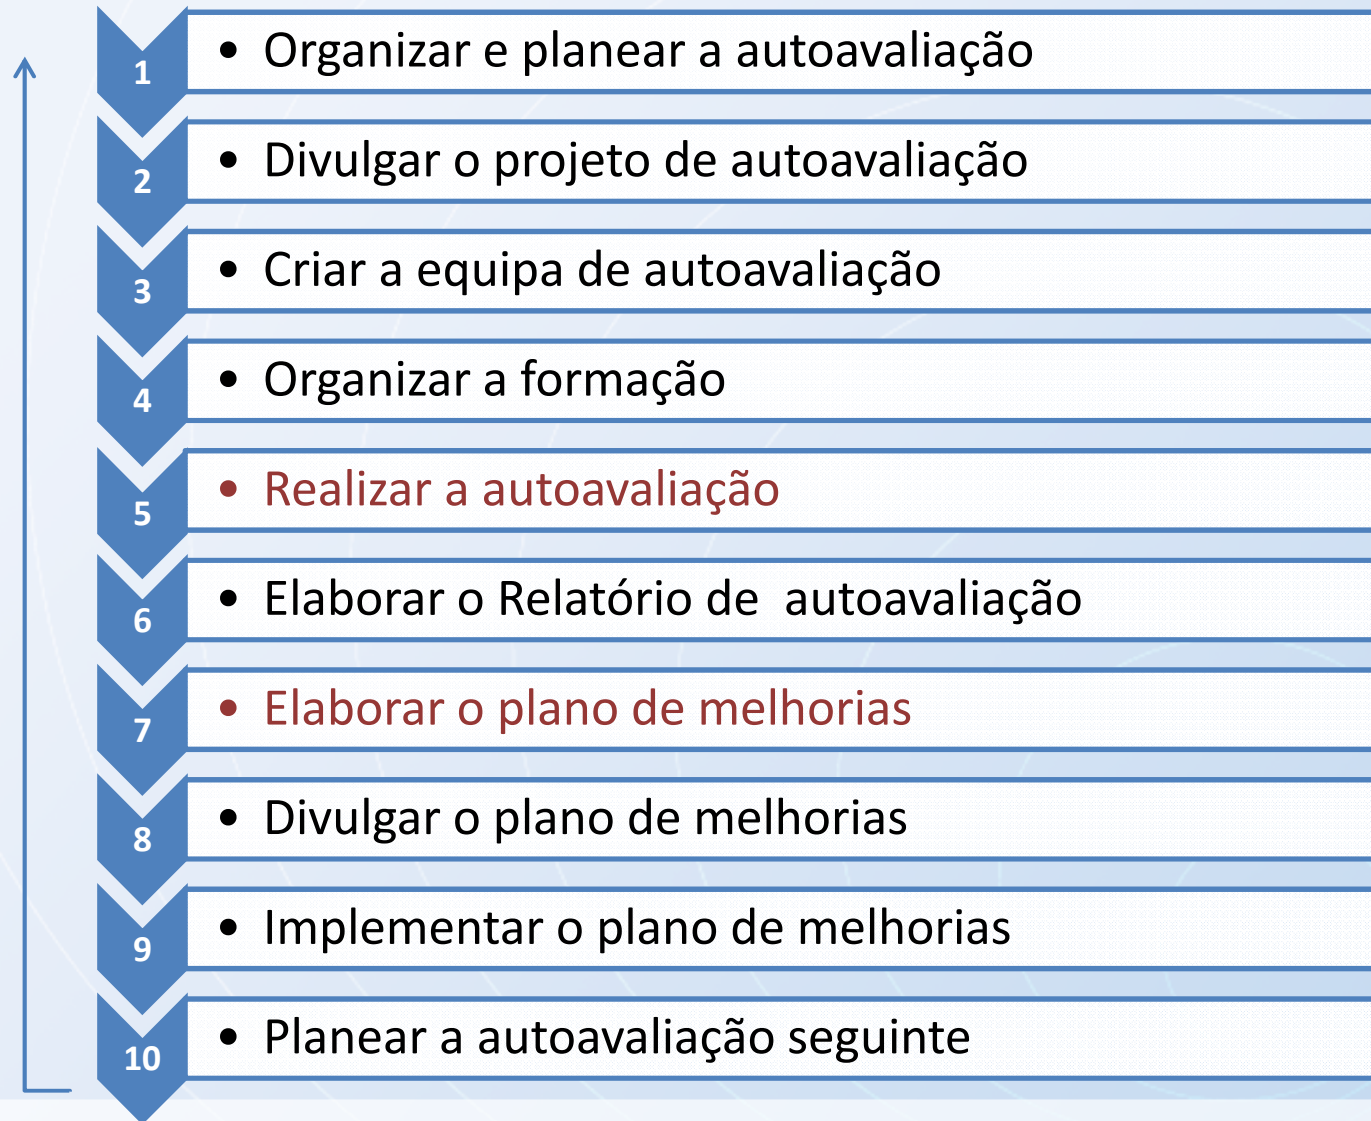 1 • Organizar e planear a autoavaliação
2 • Divulgar o projeto de autoavaliação
3 • Criar a equipa de autoavaliação
4 • Organizar a formação
5 • Realizar a autoavaliação
6 • Elaborar o Relatório de  autoavaliação
7 • Elaborar o plano de melhorias
8 • Divulgar o plano de melhorias
9 • Implementar o plano de melhorias
10 • Planear a autoavaliação seguinte